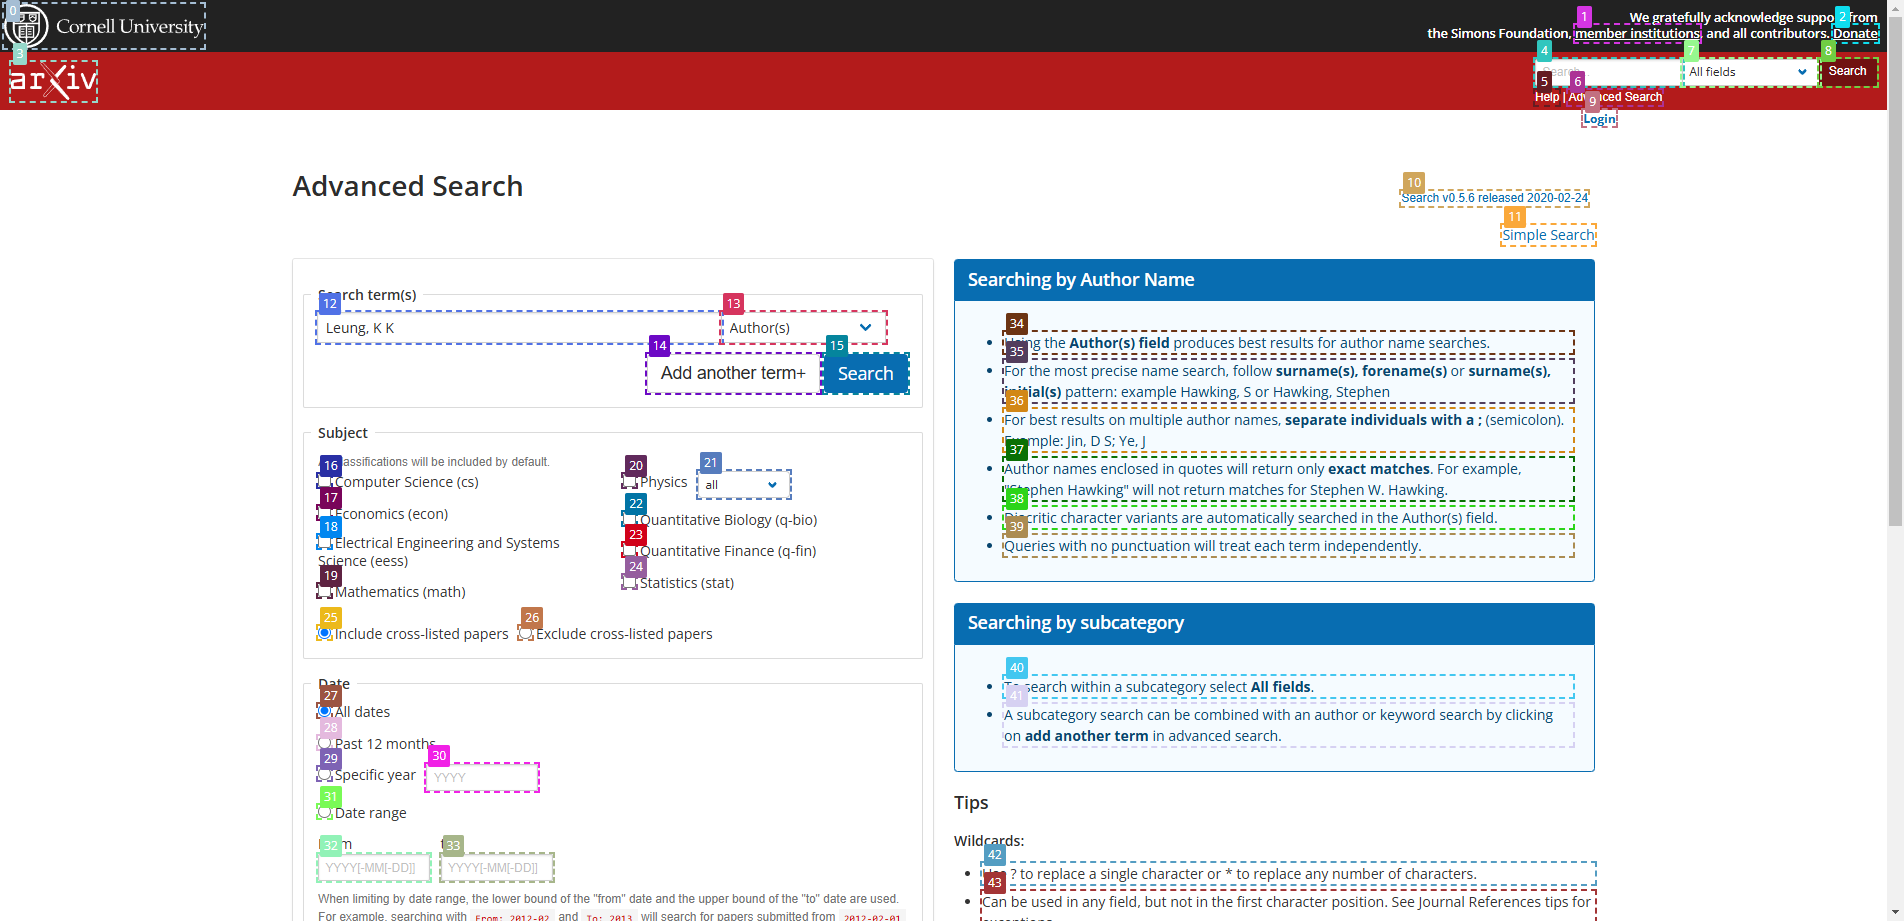 0
Cornell University
1
2
We gratefully acknowledge suppo from
the Simons Foundation, member institutions, and all contributors. Donate
3
arXiv
4
7
8
Search...
All fields
Search
5
6
Help | Advanced Search
9
Login
Advanced Search
10
Search v0.5.6 released 2020-02-24
11
Simple Search
Search term(s)
12
13
Leung, K K
Author(s)
14
15
Add another term+
Search
Subject
All classifications will be included by default.
16
Computer Science (cs)
17
Economics (econ)
18
Electrical Engineering and Systems
Science (eess)
19
Mathematics (math)
20
21
Physics
all
22
Quantitative Biology (q-bio)
23
Quantitative Finance (q-fin)
24
Statistics (stat)
25
26
Include cross-listed papers
Exclude cross-listed papers
Date
27
All dates
28
Past 12 months
29
30
Specific year
YYYY
31
Date range
32
33
YYYY[-MM[-DD]]
YYYY[-MM[-DD]]
When limiting by date range, the lower bound of the "from" date and the upper bound of the "to" date are used.
For example, searching with From: 2012-02 and To: 2013 will search for papers submitted from 2012-02-01
Searching by Author Name
34
Using the Author(s) field produces best results for author name searches.
35
For the most precise name search, follow surname(s), forename(s) or surname(s),
initial(s) pattern: example Hawking, S or Hawking, Stephen
36
For best results on multiple author names, separate individuals with a ; (semicolon).
Example: Jin, D S; Ye, J
37
Author names enclosed in quotes will return only exact matches. For example,
"Stephen Hawking" will not return matches for Stephen W. Hawking.
38
Diacritic character variants are automatically searched in the Author(s) field.
39
Queries with no punctuation will treat each term independently.
Searching by subcategory
40
To search within a subcategory select All fields.
41
A subcategory search can be combined with an author or keyword search by clicking
on add another term in advanced search.
Tips
Wildcards:
42
Use ? to replace a single character or * to replace any number of characters.
43
Can be used in any field, but not in the first character position. See Journal References tips for